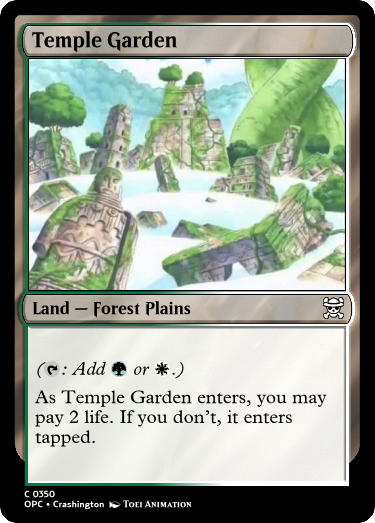 Temple Garden
Land — Forest Plains
(: Add or .)
As Temple Garden enters, you may
pay 2 life. If you don't, it enters
tapped.
C 0350
OPC • Crashington Toei Animation